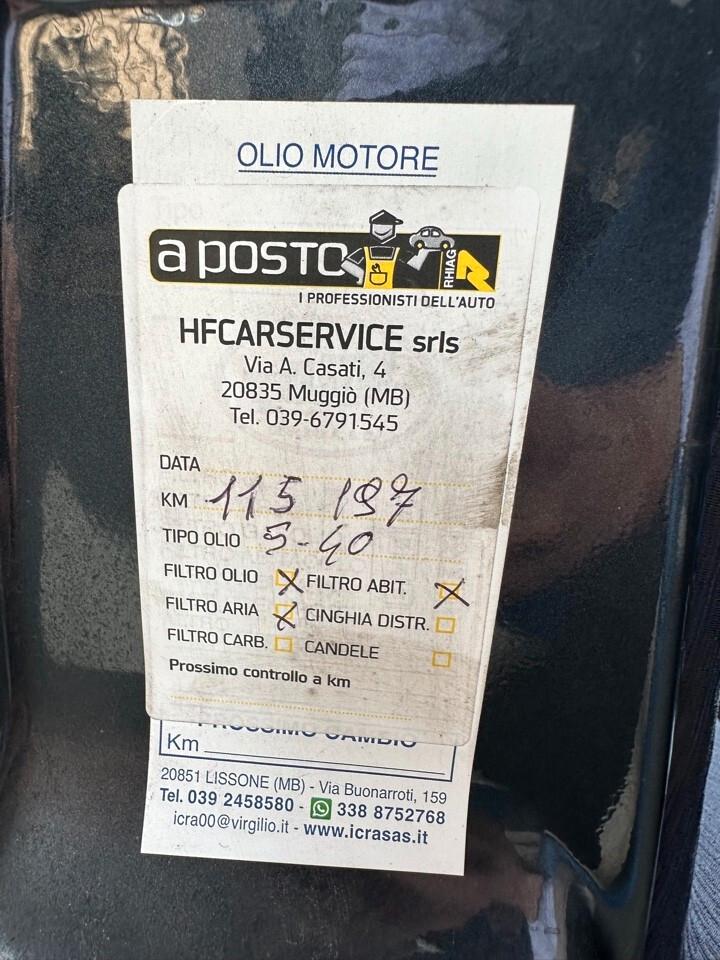 OLIO MOTORE
Tipo
a POSTO
RHIAG
I PROFESSIONISTI DELL'AUTO
HFCARSERVICE srls
Via A. Casati, 4
20835 Muggiò (MB)
Tel. 039-6791545
DATA
KM 115 197
TIPO OLIO 5-40
FILTRO OLIO X FILTRO ABIT. X
FILTRO ARIA X CINGHIA DISTR.
FILTRO CARB. CANDELE
Prossimo controllo a km
PROSSIMO CAMBIO
Km
20851 LISSONE (MB) - Via Buonarroti, 159
Tel. 039 2458580 - 338 8752768
icra00@virgilio.it - www.icrasas.it